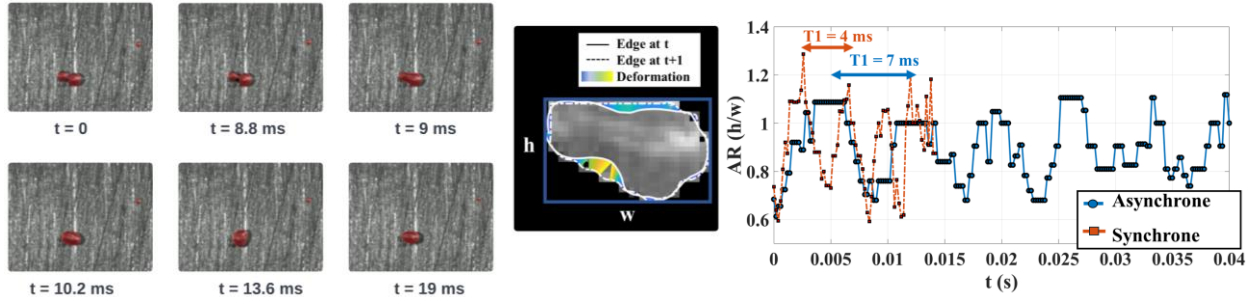 t = 0
t = 8.8 ms
t = 9 ms
t = 10.2 ms
t = 13.6 ms
t = 19 ms
Edge at t
Edge at t+1
Deformation
h
w
AR (h/w)
1.4
1.2
1
0.8
0.6
0.4
T1 = 4 ms
T1 = 7 ms
Asynchrone
Synchrone
0 0.005 0.01 0.015 0.02 0.025 0.03 0.035 0.04
t (s)